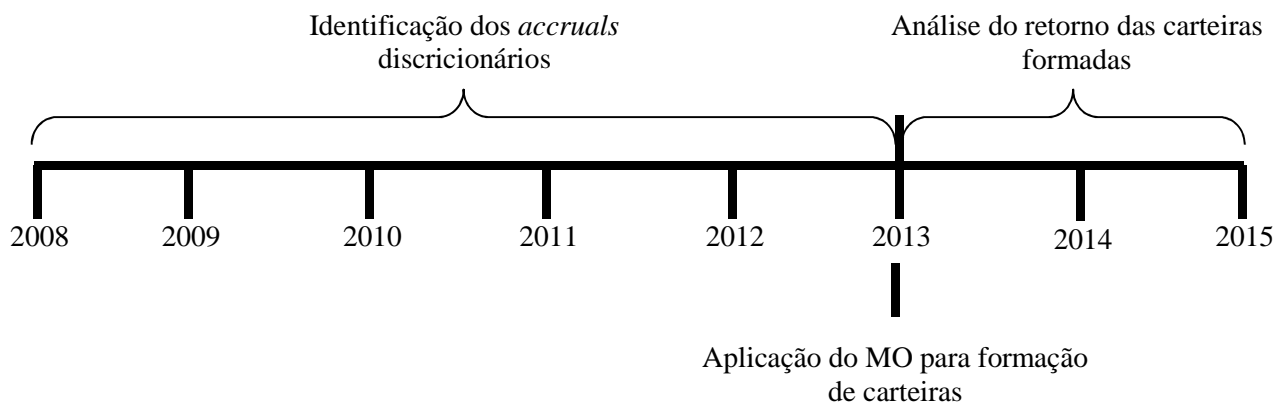 Identificação dos accruals
discricionários
Análise do retorno das carteiras
formadas
2008 2009 2010 2011 2012 2013 2014 2015
Aplicação do MO para formação
de carteiras